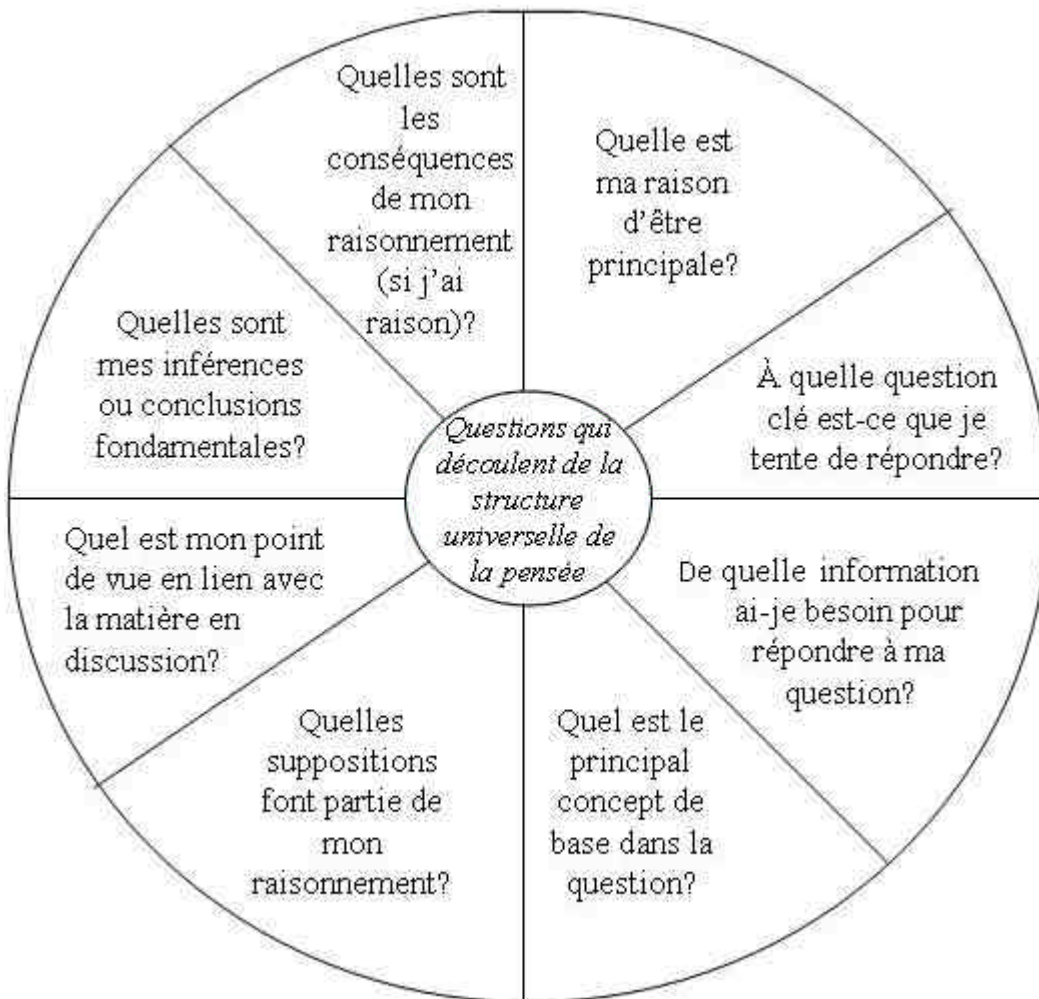 Quelle est
ma raison
d'être
principale?
À quelle question
clé est-ce que je
tente de répondre?
De quelle information
ai-je besoin pour
répondre à ma
question?
Quel est le
principal
concept de
base dans la
question?
Quelles
suppositions
font partie de
mon
raisonnement?
Quel est mon point
de vue en lien avec
la matière en
discussion?
Quelles sont
mes inférences
ou conclusions
fondamentales?
Quelles sont
les
conséquences
de mon
raisonnement
(si j'ai
raison)?
Questions qui
découlent de la
structure
universelle de
la pensée